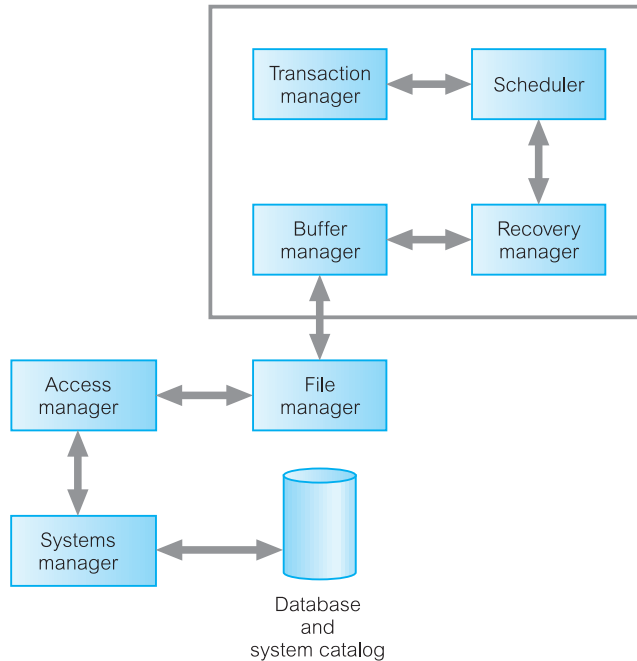 Transaction
manager
Scheduler
Buffer
manager
Recovery
manager
Access
manager
File
manager
Systems
manager
Database
and
system catalog